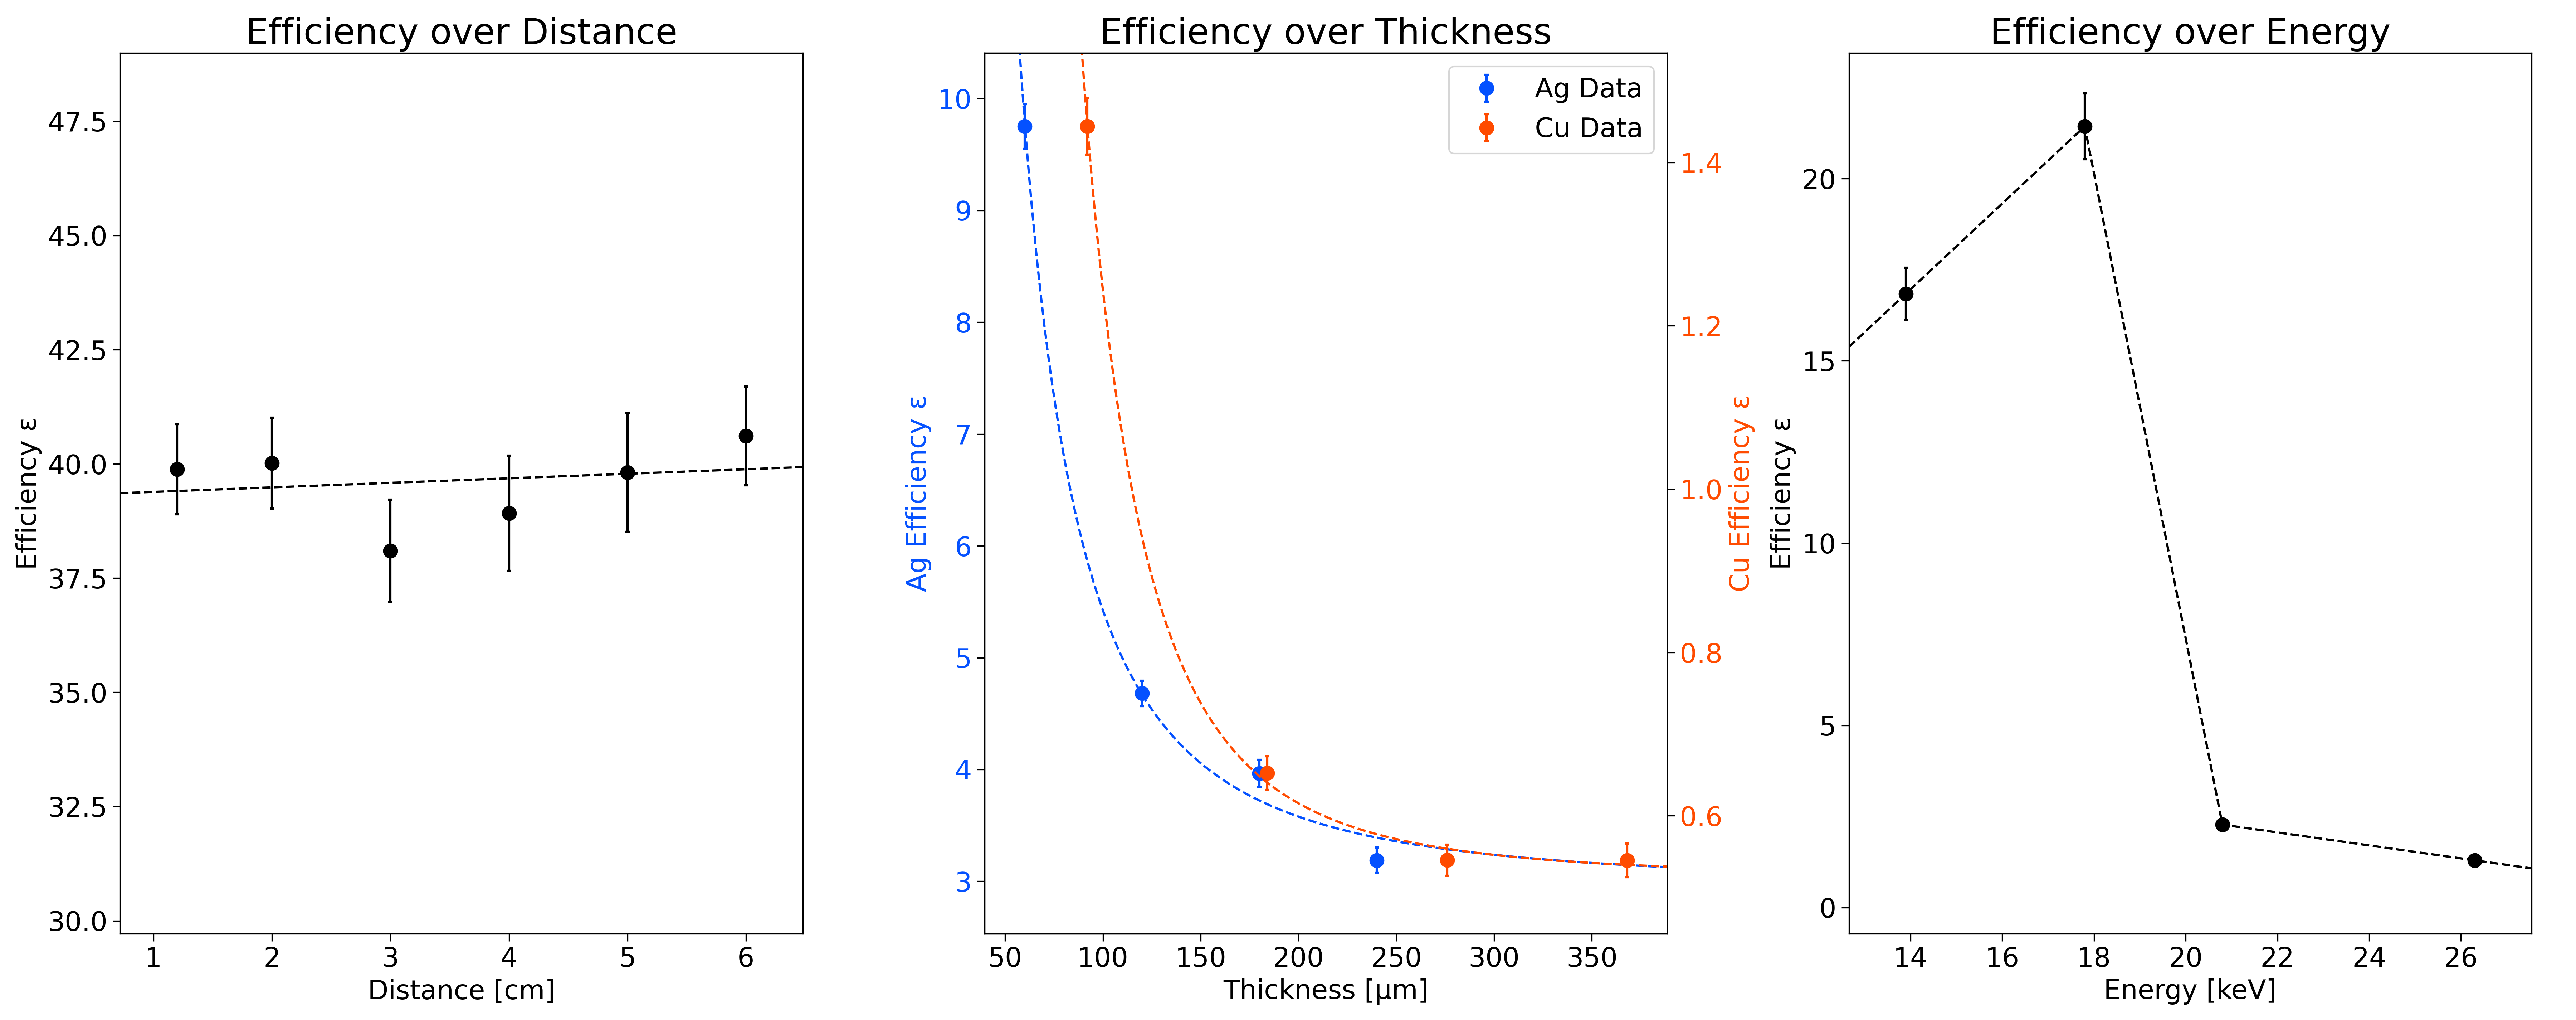 Efficiency over Distance
Efficiency ε
47.5
45.0
42.5
40.0
37.5
35.0
32.5
30.0
1 2 3 4 5 6
Distance [cm]
Efficiency over Thickness
Ag Data
Cu Data
Ag Efficiency ε
10
9
8
7
6
5
4
3
50 100 150 200 250 300 350
Thickness [μm]
1.4
1.2
1.0
0.8
0.6
Cu Efficiency ε
Efficiency over Energy
Efficiency ε
20
15
10
5
0
14 16 18 20 22 24 26
Energy [keV]